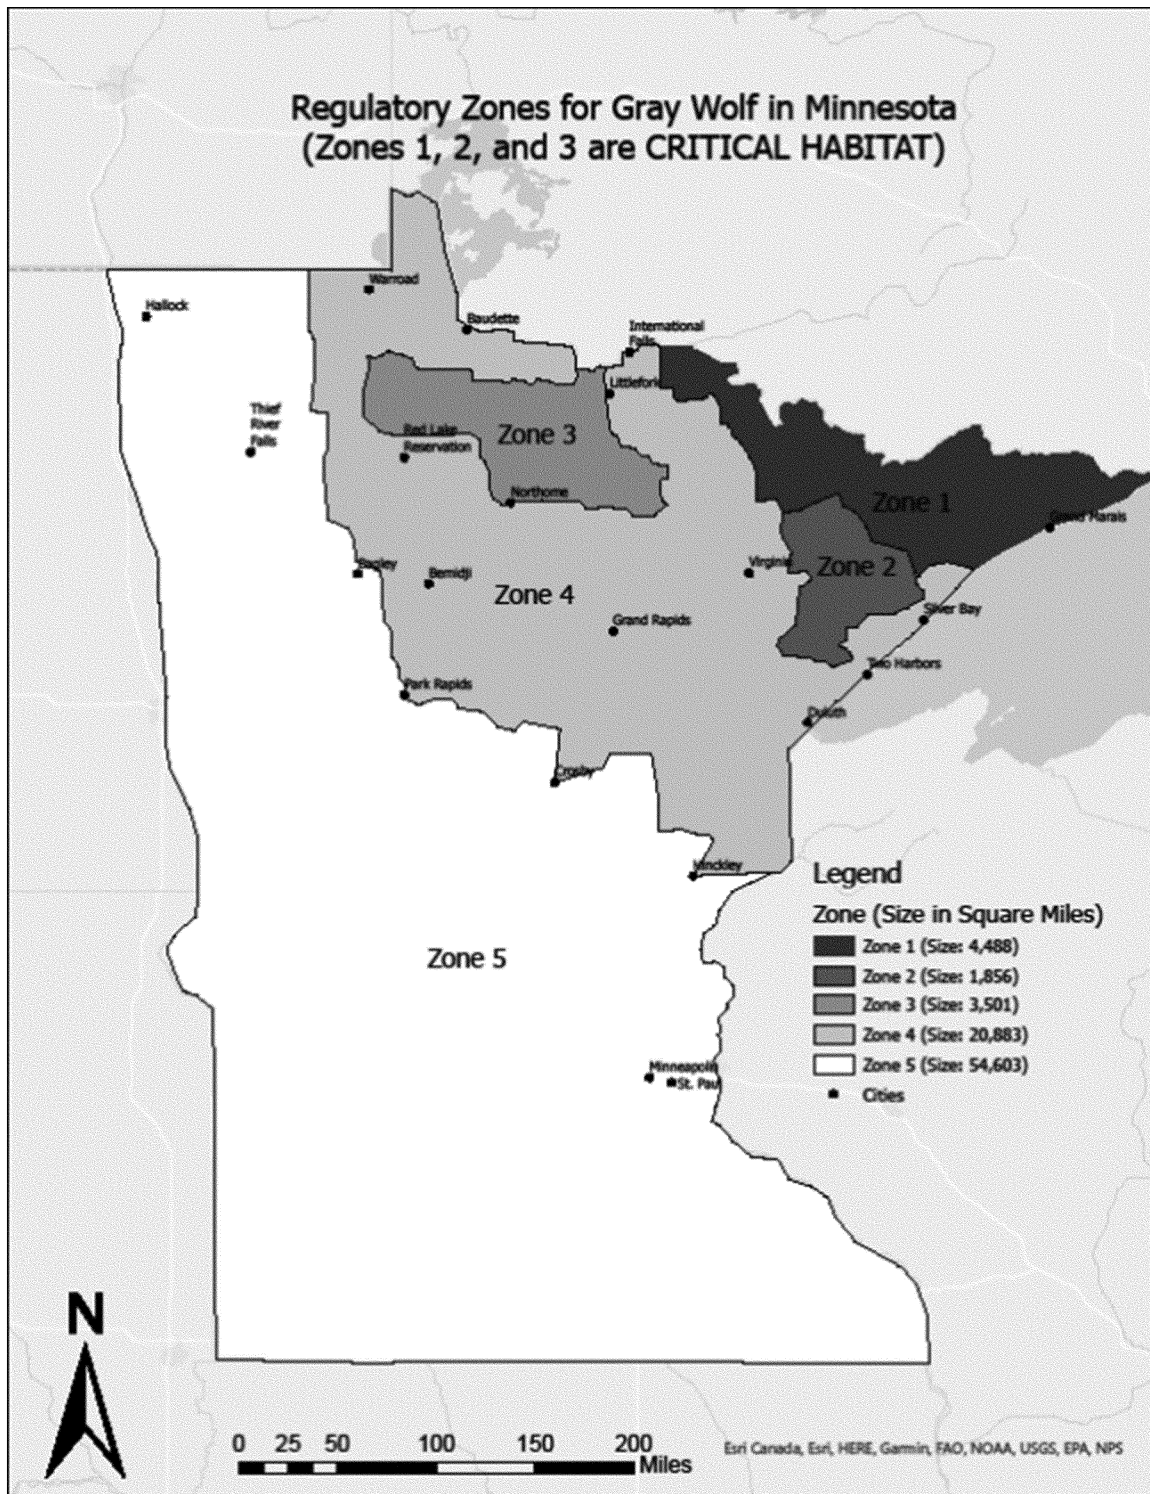 Regulatory Zones for Gray Wolf in Minnesota
(Zones 1, 2, and 3 are CRITICAL HABITAT)
Warroad
Hallock
Baudette
International
Falls
Littlefork
Thief
River
Falls
Red Lake
Reservation
Zone 3
Northome
Zone 1
Grand Marais
Bagley
Bemidji
Zone 4
Virginia
Zone 2
Grand Rapids
Silver Bay
Two Harbors
Park Rapids
Duluth
Crosby
Hinckley
Zone 5
Minneapolis
St. Paul
Legend
Zone (Size in Square Miles)
Zone 1 (Size: 4,488)
Zone 2 (Size: 1,856)
Zone 3 (Size: 3,501)
Zone 4 (Size: 20,883)
Zone 5 (Size: 54,603)
Cities
N
0 25 50 100 150 200
Miles
Esri Canada, Esri, HERE, Garmin, FAO, NOAA, USGS, EPA, NPS